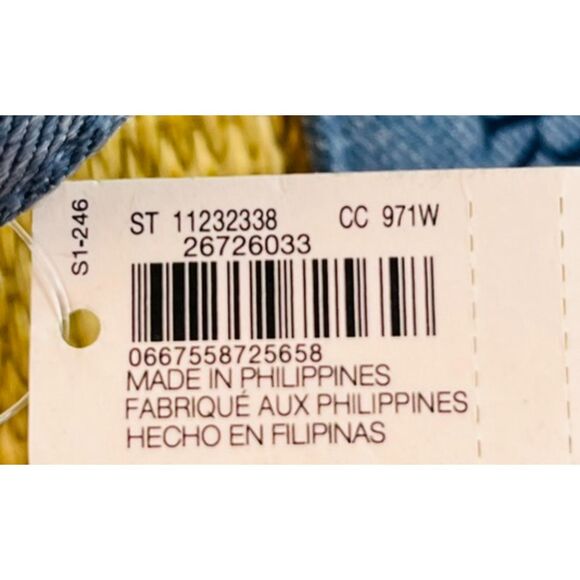 S1-246
ST 11232338 CC 971W
26726033
0667558725658
MADE IN PHILIPPINES
FABRIQUÉ AUX PHILIPPINES
HECHO EN FILIPINAS